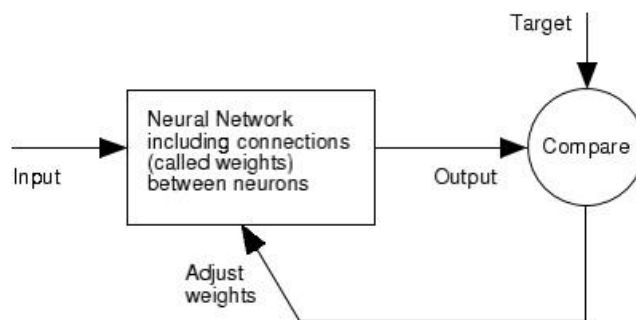 Target
Neural Network
including connections
(called weights)
between neurons
Compare
Input
Output
Adjust
weights